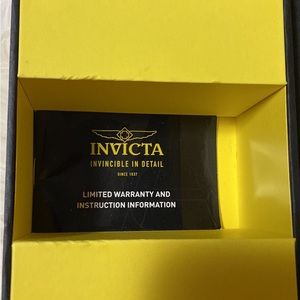 INVICTA
INVINCIBLE IN DETAIL
SINCE 1837
LIMITED WARRANTY AND
INSTRUCTION INFORMATION